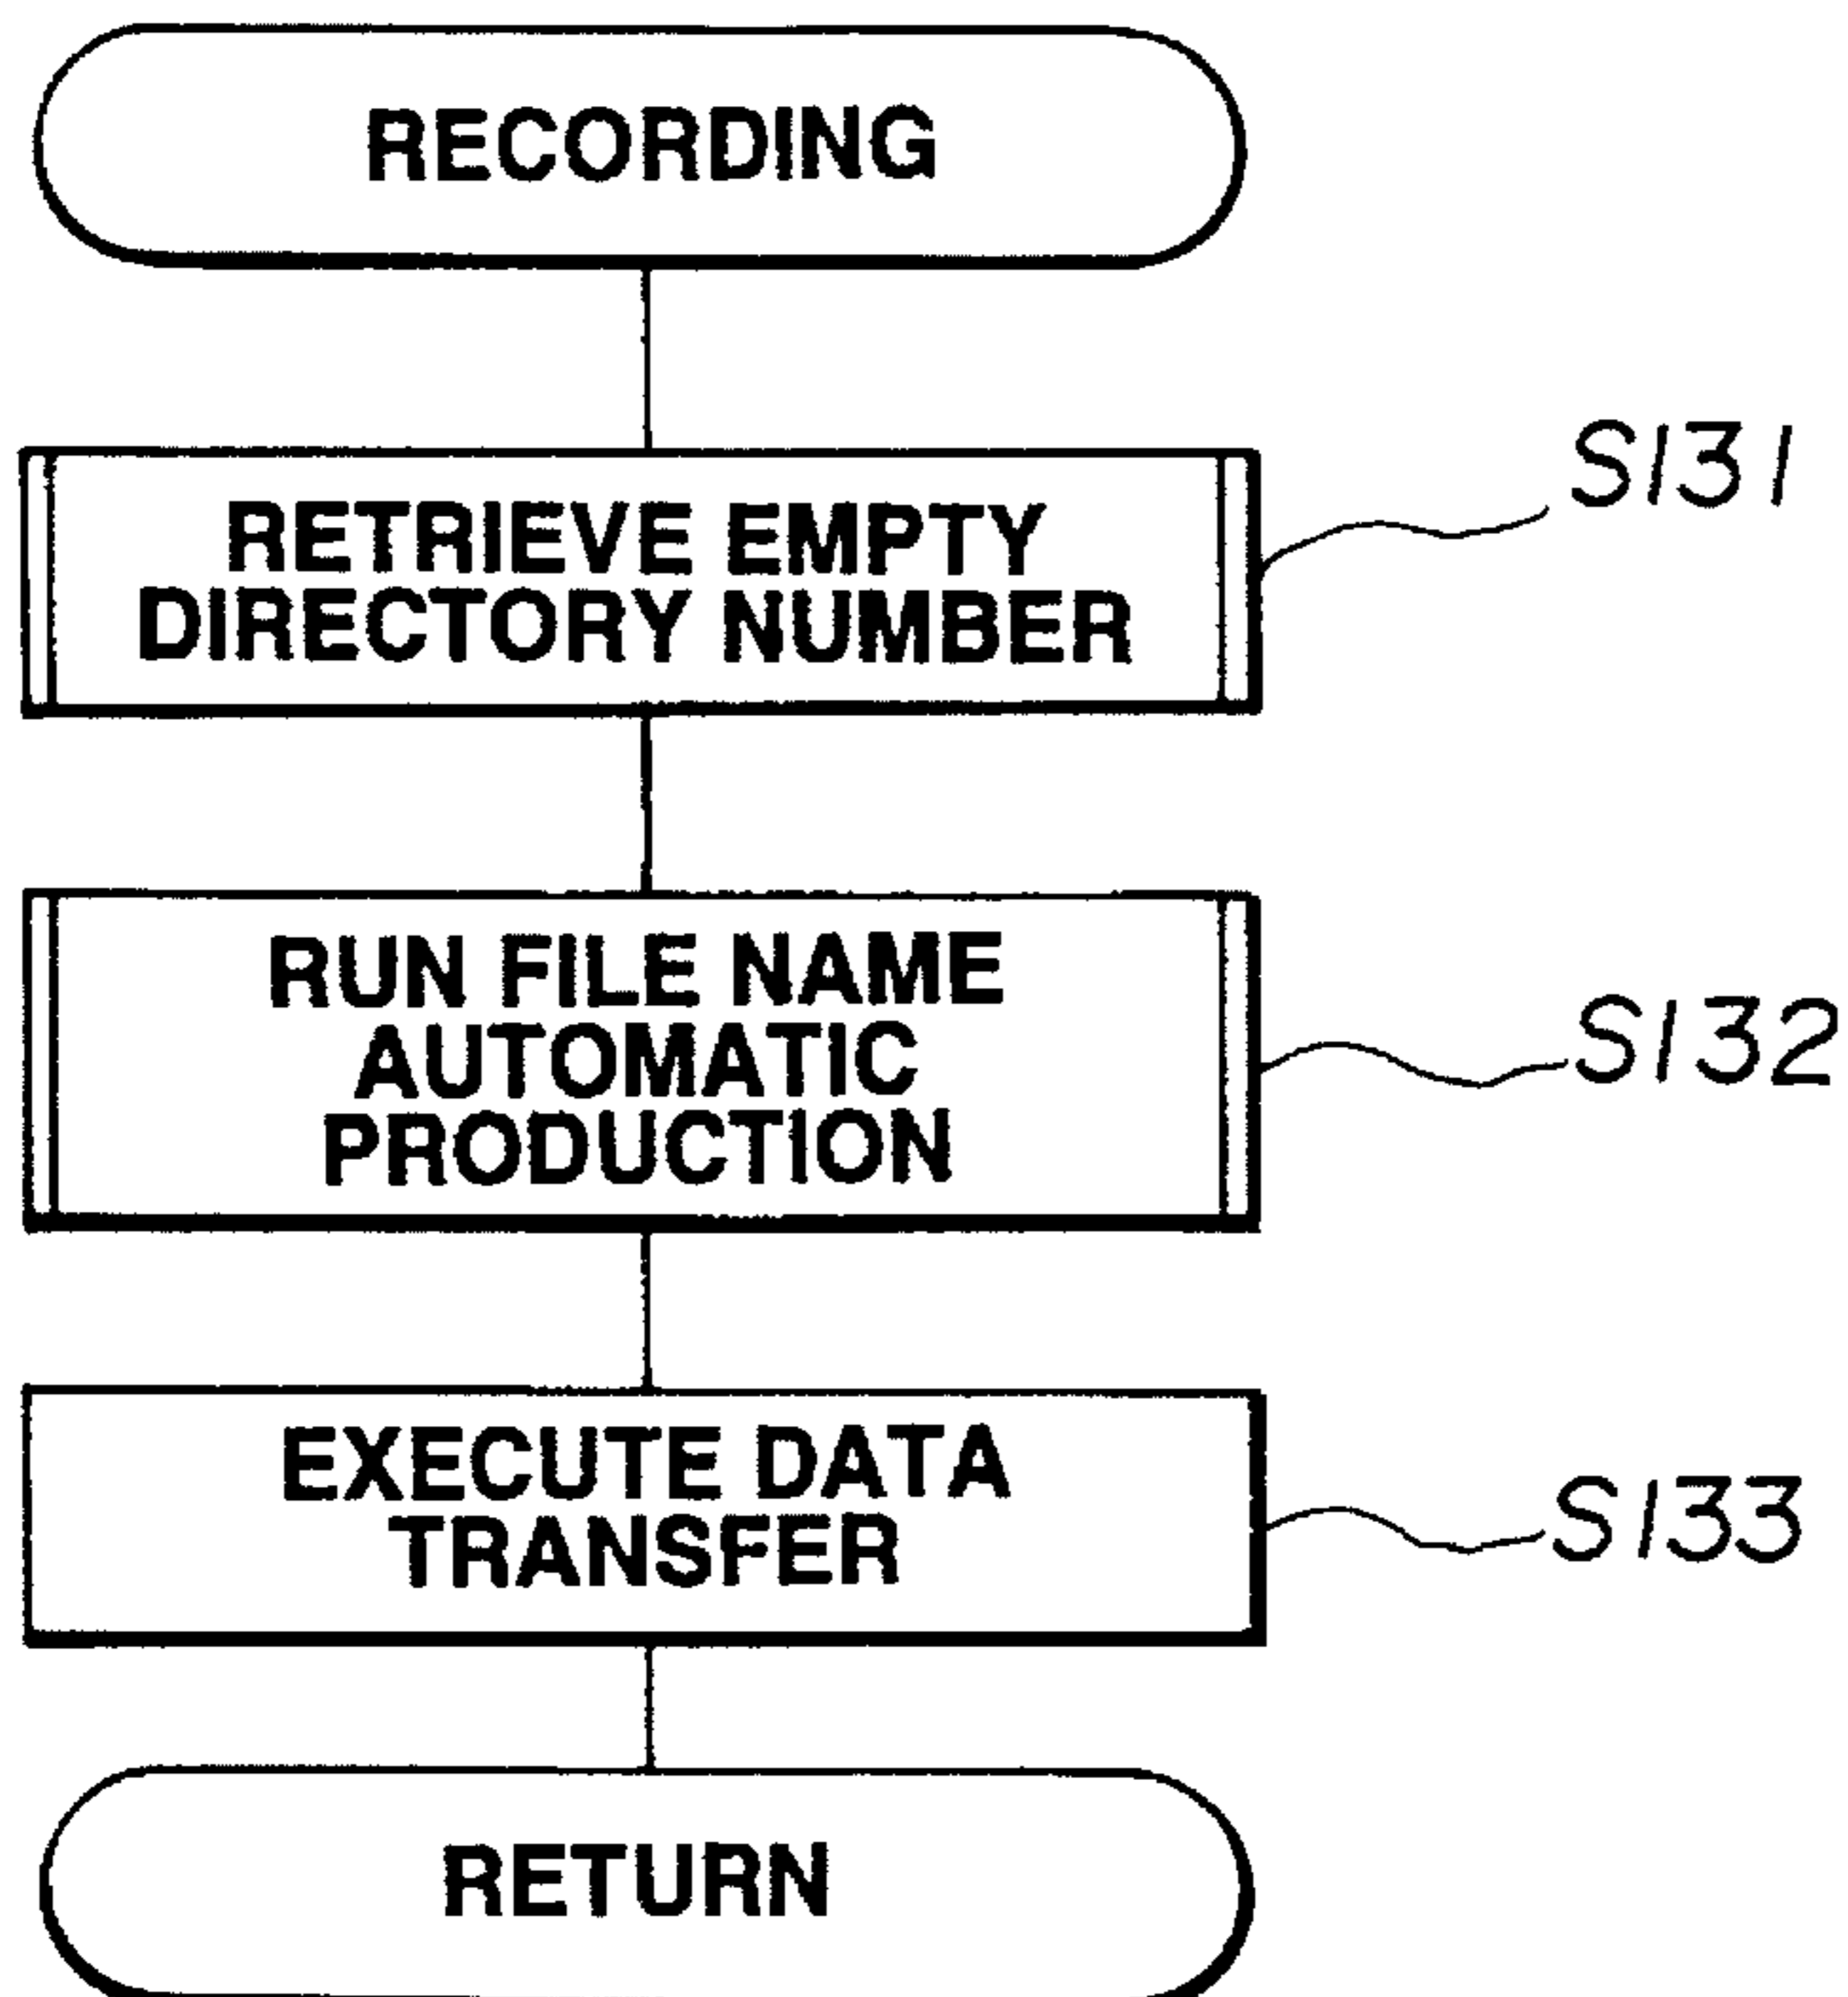 RECORDING
S131
RETRIEVE EMPTY
DIRECTORY NUMBER
RUN FILE NAME
AUTOMATIC
PRODUCTION
S132
EXECUTE DATA
TRANSFER
S133
RETURN